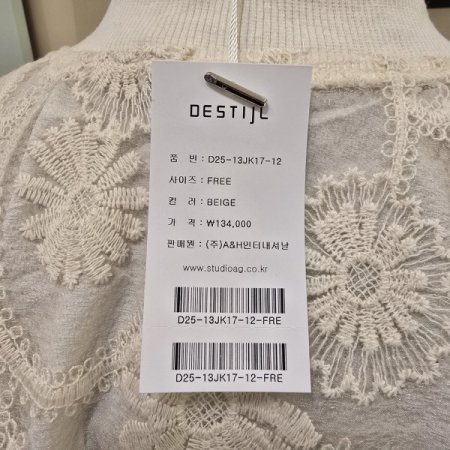 DESTIJL
품 번 : D25-13JK17-12
사이즈 : FREE
컬 러 : BEIGE
가 격 : ₩134,000
판매원 : (주)A&H인터내셔날
www.studioag.co.kr
D25-13JK17-12-FRE
D25-13JK17-12-FRE